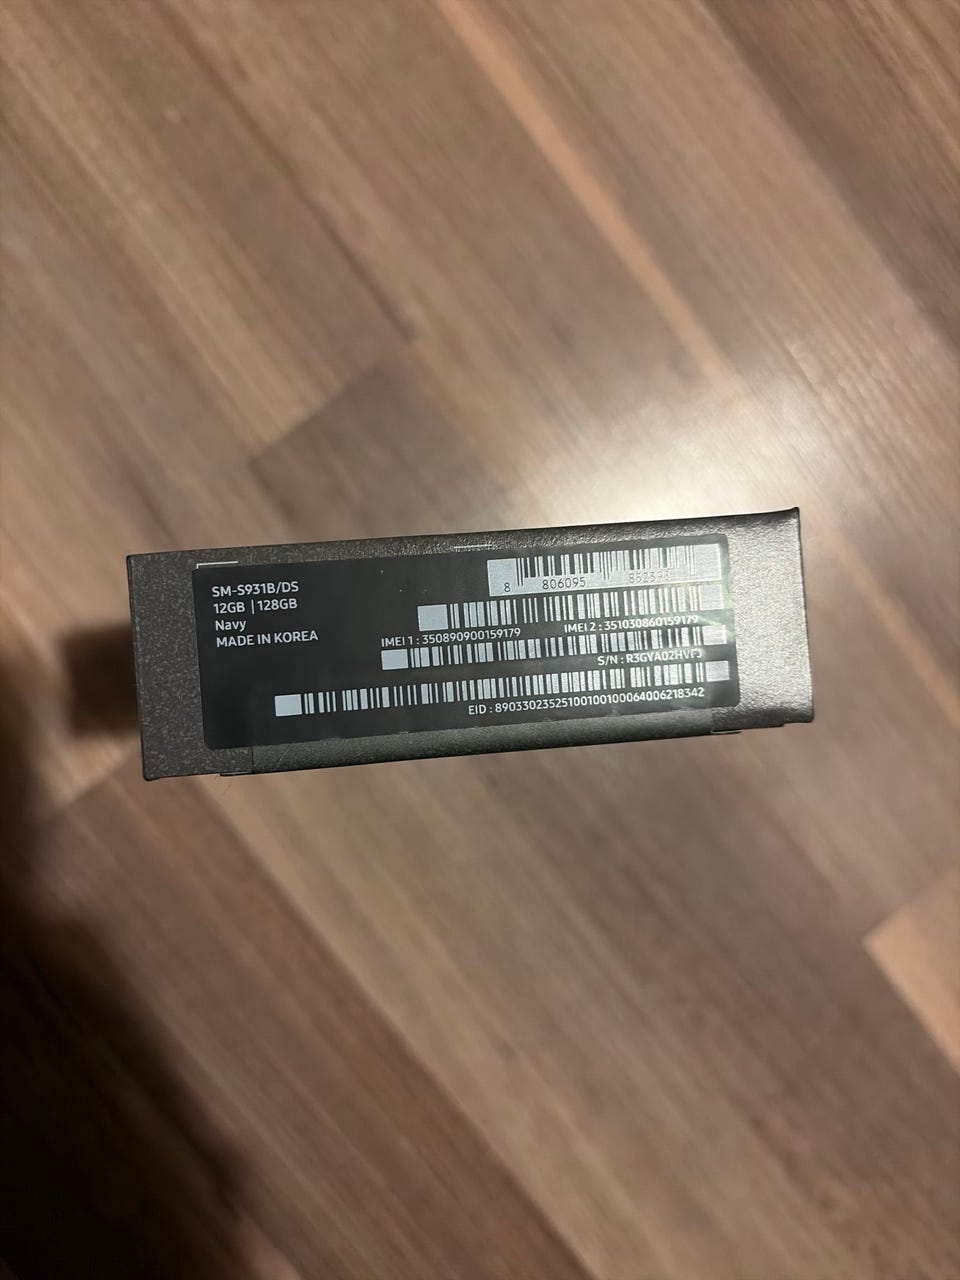 SM-S931B/DS
12GB | 128GB
Navy
MADE IN KOREA
8 806095
IMEI 1 : 350890900159179
IMEI 2 : 351030860159179
S/N : R3GYA02HVFJ
EID : 89033023525100100100064006218342